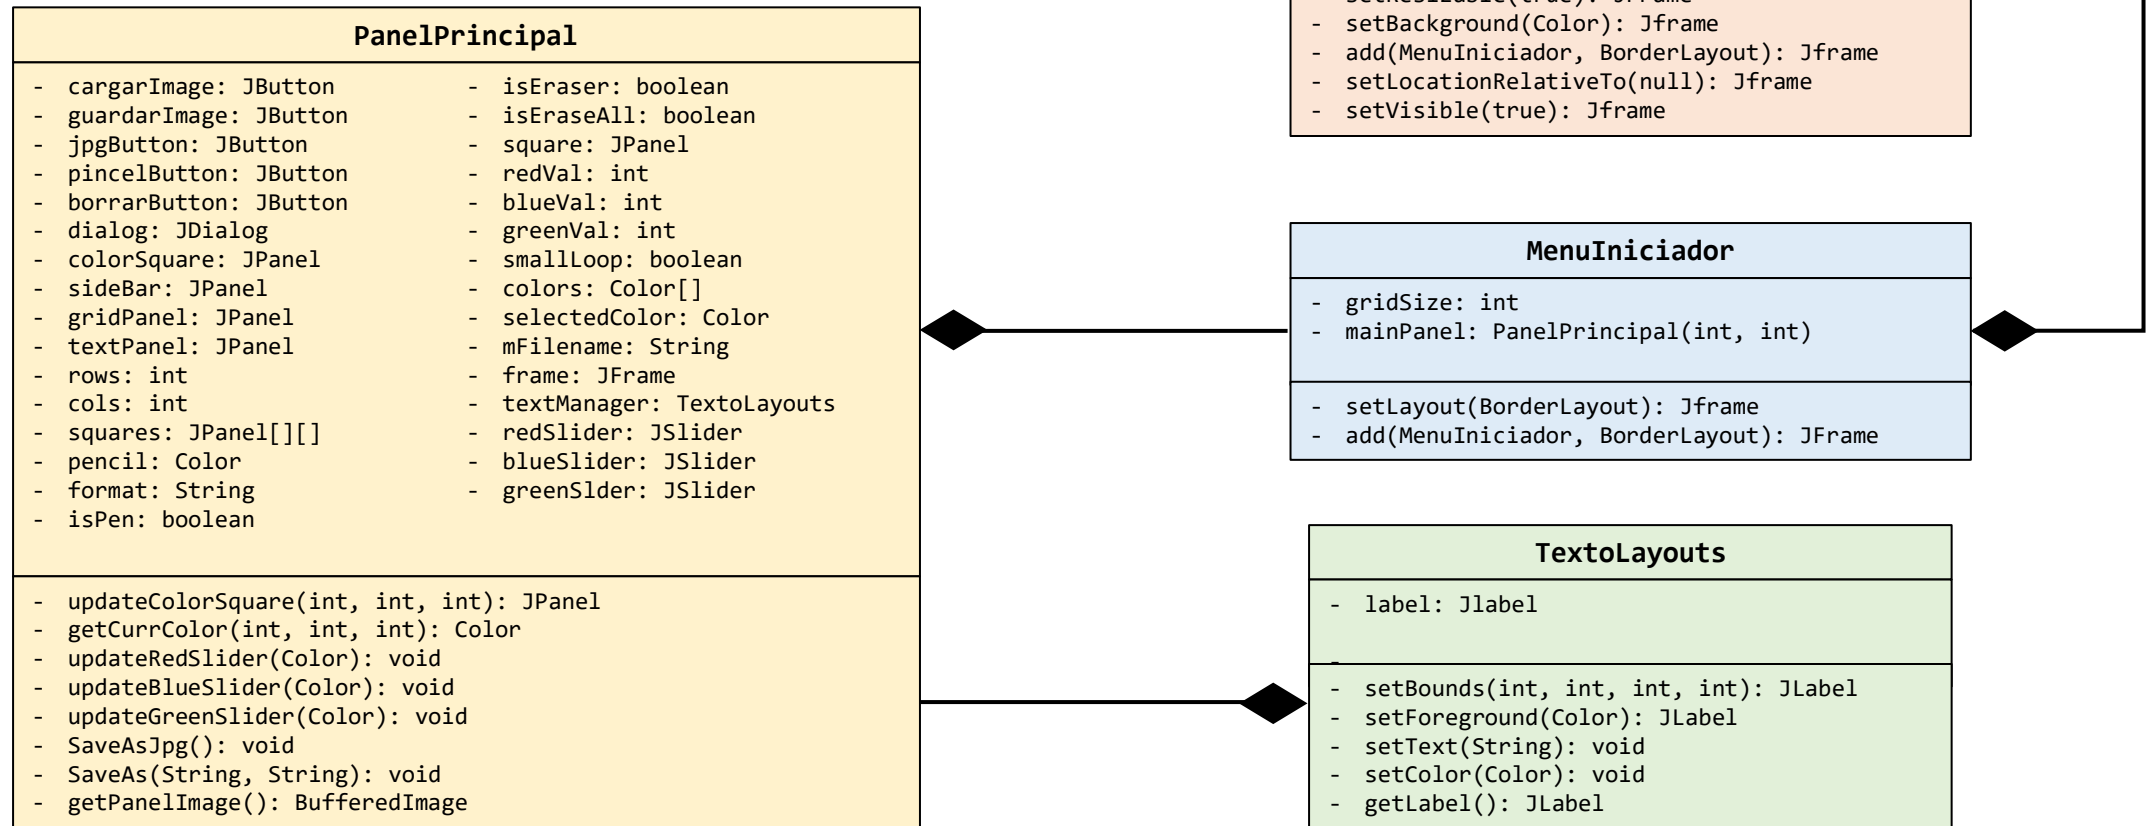 PanelPrincipal
- cargarImage: JButton
- guardarImage: JButton
- jpgButton: JButton
- pincelButton: JButton
- borrarButton: JButton
- dialog: JDialog
- colorSquare: JPanel
- sideBar: JPanel
- gridPanel: JPanel
- textPanel: JPanel
- rows: int
- cols: int
- squares: JPanel[][]
- pencil: Color
- format: String
- isPen: boolean
- isEraser: boolean
- isEraseAll: boolean
- square: JPanel
- redVal: int
- blueVal: int
- greenVal: int
- smallLoop: boolean
- colors: Color[]
- selectedColor: Color
- mFilename: String
- frame: JFrame
- textManager: TextoLayouts
- redSlider: JSlider
- blueSlider: JSlider
- greenSlder: JSlider
- updateColorSquare(int, int, int): JPanel
- getCurrColor(int, int, int): Color
- updateRedSlider(Color): void
- updateBlueSlider(Color): void
- updateGreenSlider(Color): void
- SaveAsJpg(): void
- SaveAs(String, String): void
- getPanelImage(): BufferedImage
- setResizable(true): Jframe
- setBackground(Color): Jframe
- add(MenuIniciador, BorderLayout): Jframe
- setLocationRelativeTo(null): Jframe
- setVisible(true): Jframe
MenuIniciador
- gridSize: int
- mainPanel: PanelPrincipal(int, int)
- setLayout(BorderLayout): Jframe
- add(MenuIniciador, BorderLayout): JFrame
TextoLayouts
- label: Jlabel
-
- setBounds(int, int, int, int): JLabel
- setForeground(Color): JLabel
- setText(String): void
- setColor(Color): void
- getLabel(): JLabel